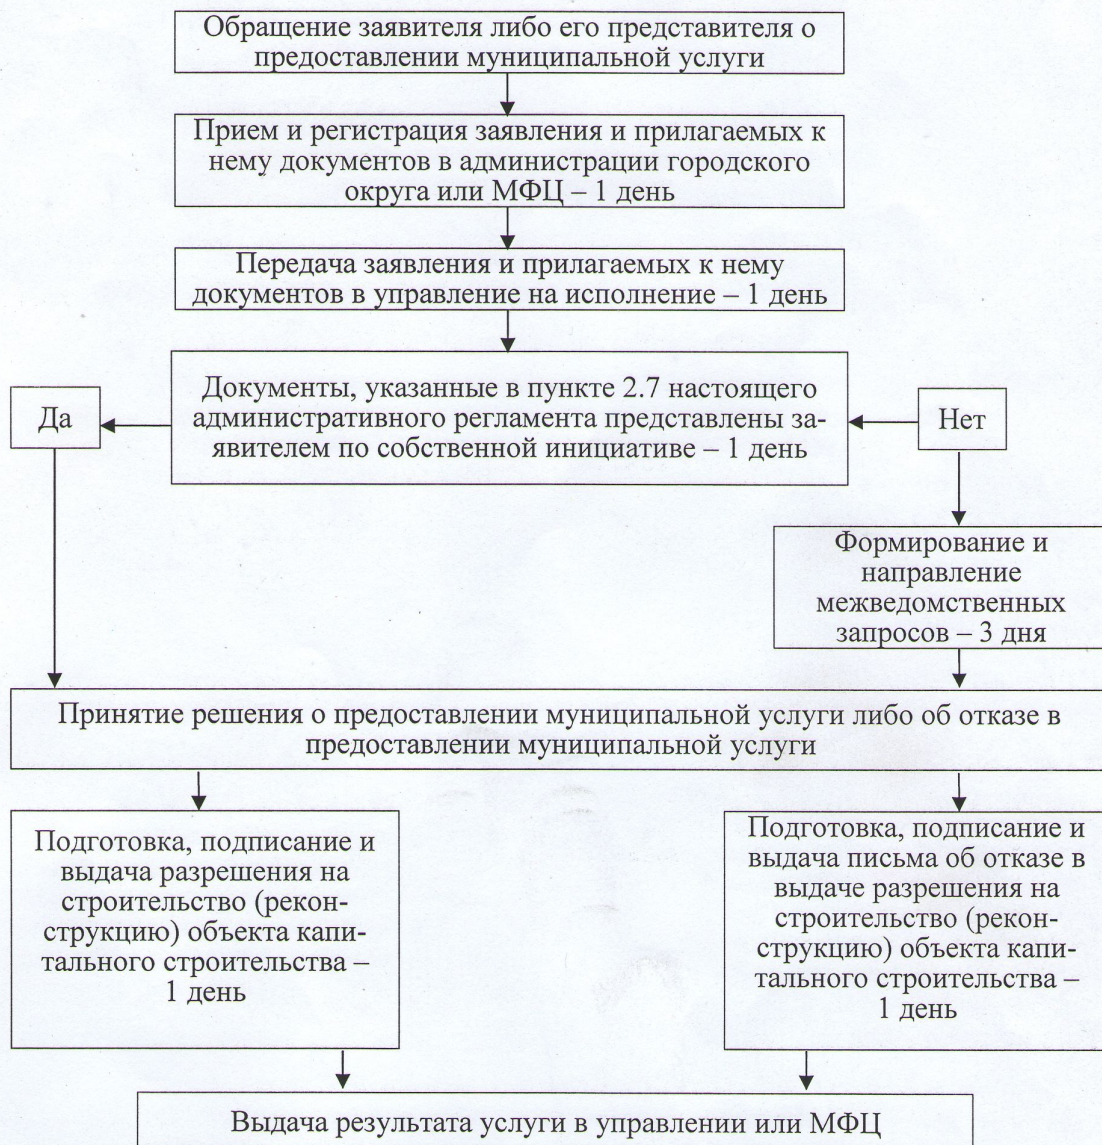 Обращение заявителя либо его представителя о
предоставлении муниципальной услуги
Прием и регистрация заявления и прилагаемых к
нему документов в администрации городского
округа или МФЦ – 1 день
Передача заявления и прилагаемых к нему
документов в управление на исполнение – 1 день
Да
Документы, указанные в пункте 2.7 настоящего
административного регламента представлены за-
явителем по собственной инициативе – 1 день
Нет
Формирование и
направление
межведомственных
запросов – 3 дня
Принятие решения о предоставлении муниципальной услуги либо об отказе в
предоставлении муниципальной услуги
Подготовка, подписание и
выдача разрешения на
строительство (рекон-
струкцию) объекта капи-
тального строительства –
1 день
Подготовка, подписание и
выдача письма об отказе в
выдаче разрешения на
строительство (рекон-
струкцию) объекта капи-
тального строительства –
1 день
Выдача результата услуги в управлении или МФЦ